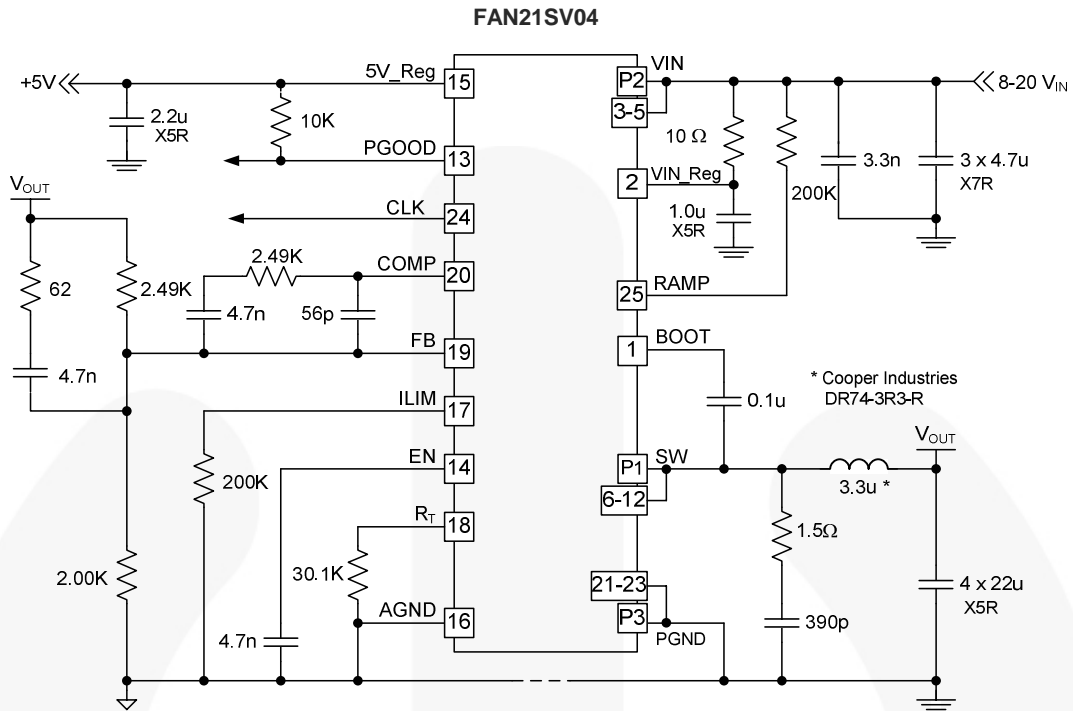 FAN21SV04
+5V
2.2u
X5R
10K
5V_Reg
15
PGOOD
13
CLK
24
VOUT
62
2.49K
4.7n
2.49K
4.7n
56p
COMP
20
FB
19
ILIM
17
200K
EN
14
RT
18
30.1K
2.00K
4.7n
AGND
16
VIN
P2
3-5
8-20 VIN
10 Ω
VIN_Reg
2
1.0u
X5R
200K
3.3n
3 x 4.7u
X7R
RAMP
25
BOOT
1
0.1u
* Cooper Industries
DR74-3R3-R
SW
P1
6-12
3.3u *
VOUT
1.5Ω
390p
4 x 22u
X5R
21-23
P3
PGND